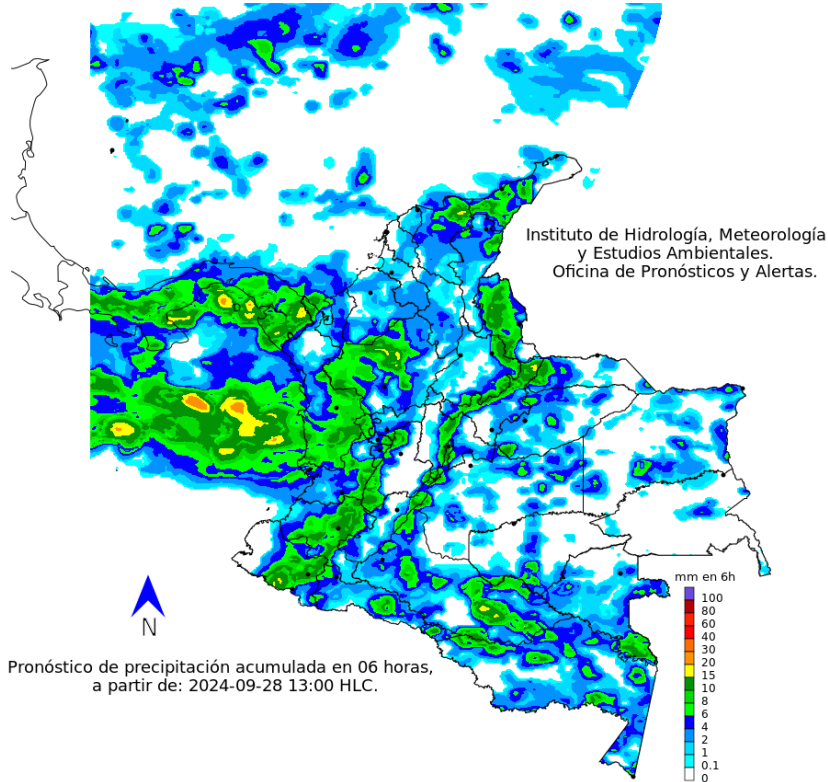 Instituto de Hidrología, Meteorología
y Estudios Ambientales.
Oficina de Pronósticos y Alertas.
N
Pronóstico de precipitación acumulada en 06 horas,
a partir de: 2024-09-28 13:00 HLC.
mm en 6h
100
80
60
40
30
20
15
10
8
6
4
2
1
0.1
0